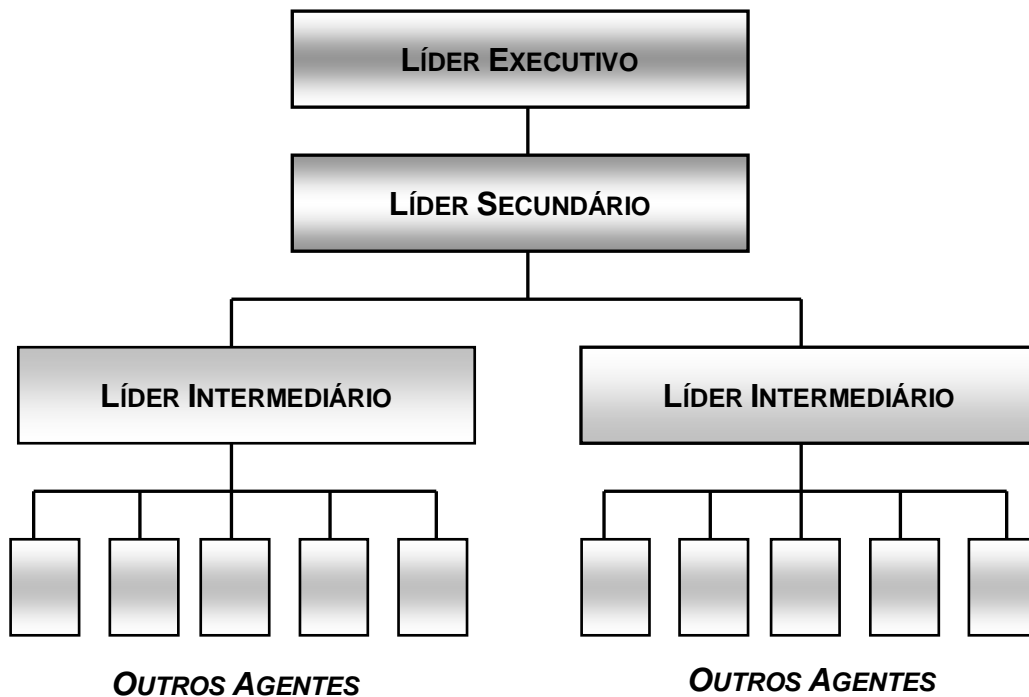 LÍDER EXECUTIVO
LÍDER SECUNDÁRIO
LÍDER INTERMEDIÁRIO
LÍDER INTERMEDIÁRIO
OUTROS AGENTES
OUTROS AGENTES